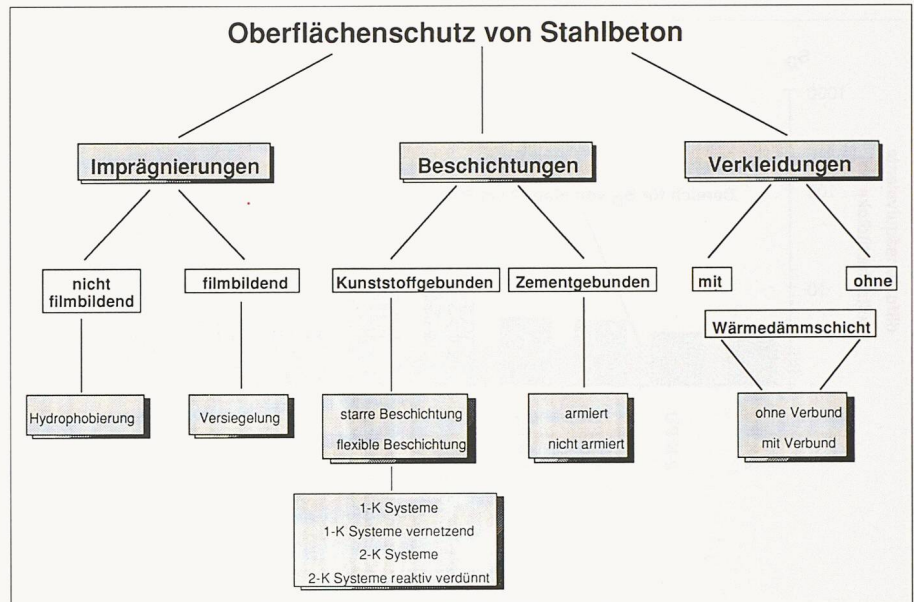 Oberflächenschutz von Stahlbeton
Imprägnierungen
Beschichtungen
Verkleidungen
nicht
filmbildend
filmbildend
Kunststoffgebunden
Zementgebunden
mit
ohne
Wärmedämmschicht
Hydrophobierung
Versiegelung
starre Beschichtung
flexible Beschichtung
armiert
nicht armiert
ohne Verbund
mit Verbund
1-K Systeme
1-K Systeme vernetzend
2-K Systeme
2-K Systeme reaktiv verdünnt